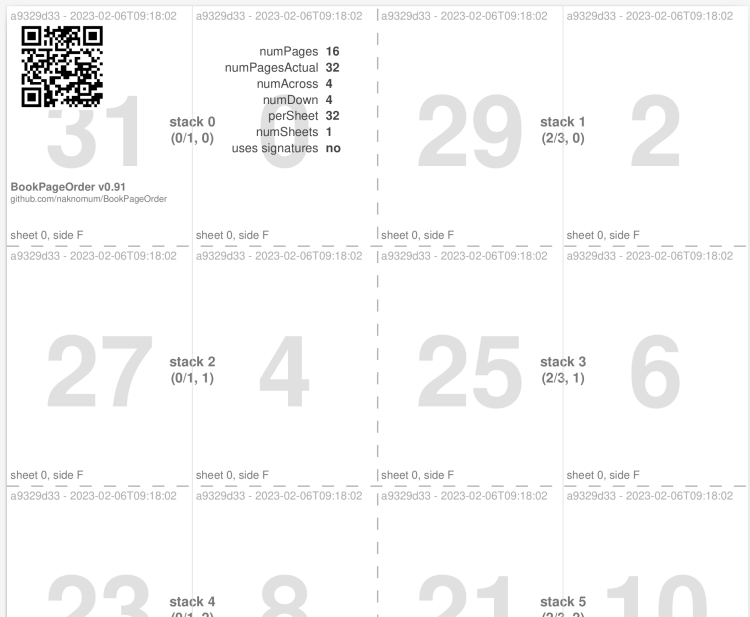 a9329d33 - 2023-02-06T09:18:02 a9329d33 - 2023-02-06T09:18:02 a9329d33 - 2023-02-06T09:18:02 a9329d33 - 2023-02-06T09:18:02
numPages 16
numPagesActual 32
numAcross 4
numDown 4
perSheet 32
numSheets 1
uses signatures no
31 stack 0 0 29 stack 1 2
(0/1, 0) (2/3, 0)
BookPageOrder v0.91
github.com/naknomum/BookPageOrder
sheet 0, side F sheet 0, side F sheet 0, side F sheet 0, side F
a9329d33 - 2023-02-06T09:18:02 a9329d33 - 2023-02-06T09:18:02 a9329d33 - 2023-02-06T09:18:02 a9329d33 - 2023-02-06T09:18:02
27 stack 2 4 25 stack 3 6
(0/1, 1) (2/3, 1)
sheet 0, side F sheet 0, side F sheet 0, side F sheet 0, side F
a9329d33 - 2023-02-06T09:18:02 a9329d33 - 2023-02-06T09:18:02 a9329d33 - 2023-02-06T09:18:02 a9329d33 - 2023-02-06T09:18:02
23 stack 4 8 21 stack 5 10
(0/1, 2) (2/3, 2)